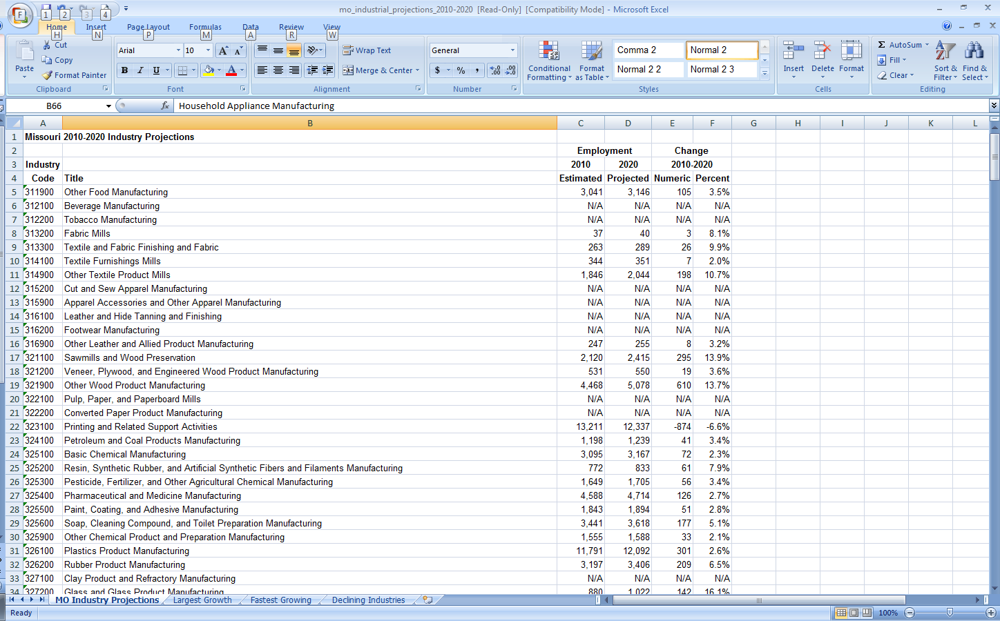 mo_industrial_projections_2010-2020 [Read-Only] [Compatibility Mode] - Microsoft Excel
F 1 2 3 4
Home Insert Page Layout Formulas Data Review View
H N P M A R W
Paste
Cut
Copy
Format Painter
Clipboard
Arial 10
B I U
Font
Wrap Text
Merge & Center
Alignment
General
$ % ,
Number
Conditional Formatting
Format as Table
Comma 2 Normal 2
Normal 2 2 Normal 2 3
Styles
Insert Delete Format
Cells
Σ AutoSum
Fill
Clear
Sort & Filter
Find & Select
Editing
B66 fx Household Appliance Manufacturing
A B C D E F G H I J K L
1 Missouri 2010-2020 Industry Projections
2 Employment Change
3 Industry 2010 2020 2010-2020
4 Code Title Estimated Projected Numeric Percent
5 311900 Other Food Manufacturing 3,041 3,146 105 3.5%
6 312100 Beverage Manufacturing N/A N/A N/A N/A
7 312200 Tobacco Manufacturing N/A N/A N/A N/A
8 313200 Fabric Mills 37 40 3 8.1%
9 313300 Textile and Fabric Finishing and Fabric 263 289 26 9.9%
10 314100 Textile Furnishings Mills 344 351 7 2.0%
11 314900 Other Textile Product Mills 1,846 2,044 198 10.7%
12 315200 Cut and Sew Apparel Manufacturing N/A N/A N/A N/A
13 315900 Apparel Accessories and Other Apparel Manufacturing N/A N/A N/A N/A
14 316100 Leather and Hide Tanning and Finishing N/A N/A N/A N/A
15 316200 Footwear Manufacturing N/A N/A N/A N/A
16 316900 Other Leather and Allied Product Manufacturing 247 255 8 3.2%
17 321100 Sawmills and Wood Preservation 2,120 2,415 295 13.9%
18 321200 Veneer, Plywood, and Engineered Wood Product Manufacturing 531 550 19 3.6%
19 321900 Other Wood Product Manufacturing 4,468 5,078 610 13.7%
20 322100 Pulp, Paper, and Paperboard Mills N/A N/A N/A N/A
21 322200 Converted Paper Product Manufacturing N/A N/A N/A N/A
22 323100 Printing and Related Support Activities 13,211 12,337 -874 -6.6%
23 324100 Petroleum and Coal Products Manufacturing 1,198 1,239 41 3.4%
24 325100 Basic Chemical Manufacturing 3,095 3,167 72 2.3%
25 325200 Resin, Synthetic Rubber, and Artificial Synthetic Fibers and Filaments Manufacturing 772 833 61 7.9%
26 325300 Pesticide, Fertilizer, and Other Agricultural Chemical Manufacturing 1,649 1,705 56 3.4%
27 325400 Pharmaceutical and Medicine Manufacturing 4,588 4,714 126 2.7%
28 325500 Paint, Coating, and Adhesive Manufacturing 1,843 1,894 51 2.8%
29 325600 Soap, Cleaning Compound, and Toilet Preparation Manufacturing 3,441 3,618 177 5.1%
30 325900 Other Chemical Product and Preparation Manufacturing 1,555 1,588 33 2.1%
31 326100 Plastics Product Manufacturing 11,791 12,092 301 2.6%
32 326200 Rubber Product Manufacturing 3,197 3,406 209 6.5%
33 327100 Clay Product and Refractory Manufacturing N/A N/A N/A N/A
34 327200 Glass and Glass Product Manufacturing 880 1,022 142 16.1%
MO Industry Projections Largest Growth Fastest Growing Declining Industries
Ready 100%